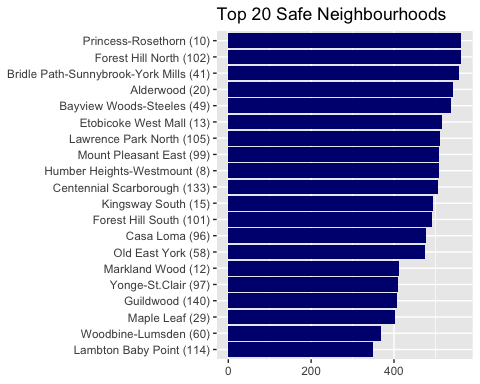 Top 20 Safe Neighbourhoods
Princess-Rosethorn (10)
Forest Hill North (102)
Bridle Path-Sunnybrook-York Mills (41)
Alderwood (20)
Bayview Woods-Steeles (49)
Etobicoke West Mall (13)
Lawrence Park North (105)
Mount Pleasant East (99)
Humber Heights-Westmount (8)
Centennial Scarborough (133)
Kingsway South (15)
Forest Hill South (101)
Casa Loma (96)
Old East York (58)
Markland Wood (12)
Yonge-St.Clair (97)
Guildwood (140)
Maple Leaf (29)
Woodbine-Lumsden (60)
Lambton Baby Point (114)
0 200 400